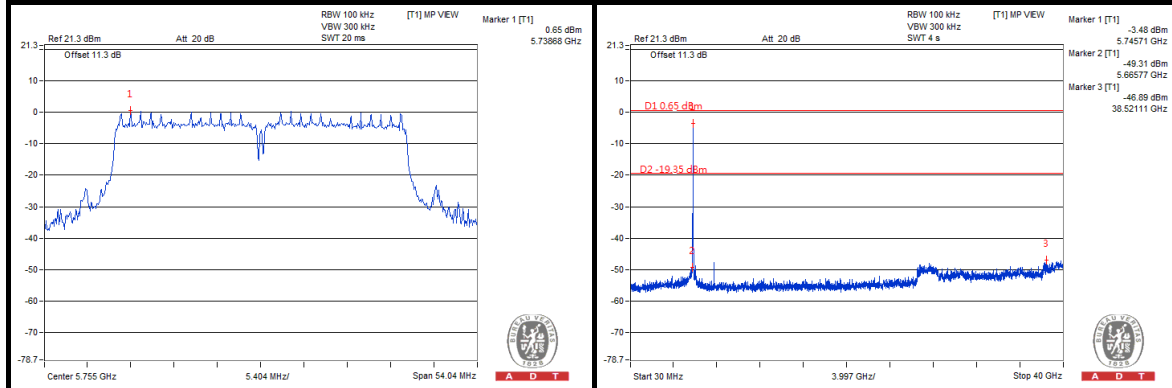 RBW 100 kHz [T1] MP VIEW
VBW 300 kHz
Ref 21.3 dBm Att 20 dB SWT 20 ms
Marker 1 [T1]
0.65 dBm
5.73868 GHz
21.3
Offset 11.3 dB
10
1
0
-10
-20
-30
-40
-50
-60
-70
-78.7
Center 5.755 GHz 5.404 MHz/ Span 54.04 MHz
BUREAU VERITAS
1828
A D T
RBW 100 kHz [T1] MP VIEW
VBW 300 kHz
Ref 21.3 dBm Att 20 dB SWT 4 s
Marker 1 [T1]
-3.48 dBm
5.74571 GHz
Marker 2 [T1]
-49.31 dBm
5.66577 GHz
Marker 3 [T1]
-46.89 dBm
38.52111 GHz
21.3
Offset 11.3 dB
10
D1 0.65 dBm
1
0
-10
D2 -19.35 dBm
-20
-30
-40
2
3
-50
-60
-70
-78.7
Start 30 MHz 3.997 GHz/ Stop 40 GHz
BUREAU VERITAS
1828
A D T